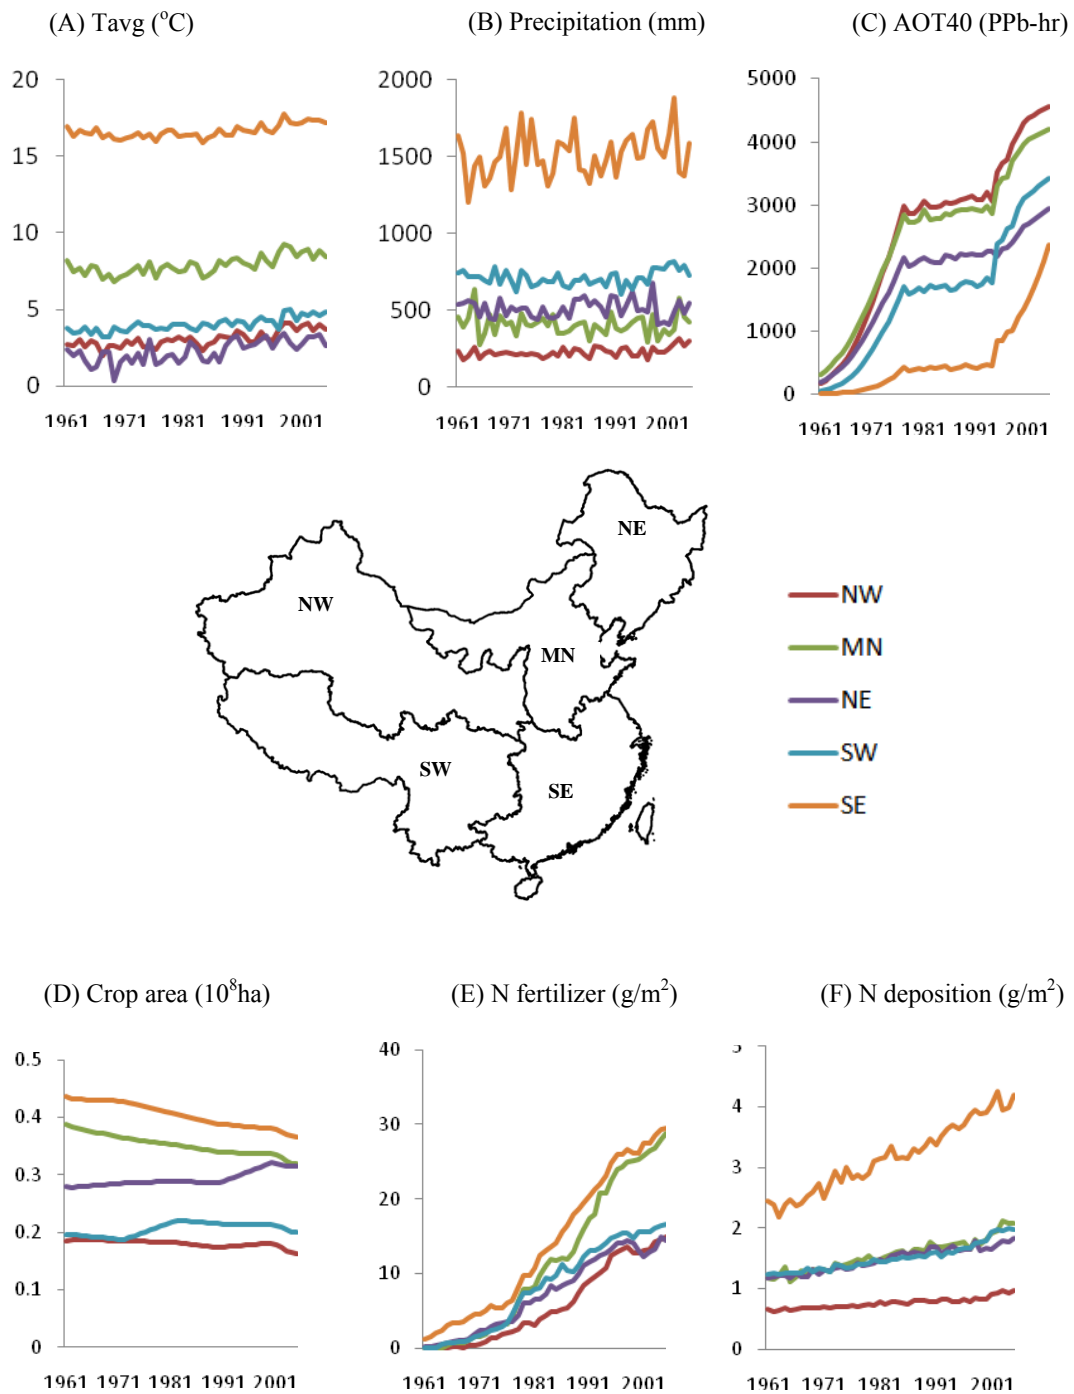 (A) Tavg (°C)
(B) Precipitation (mm)
(C) AOT40 (PPb-hr)
20
15
10
5
0
1961 1971 1981 1991 2001
2000
1500
1000
500
0
1961 1971 1981 1991 2001
5000
4000
3000
2000
1000
0
1961 1971 1981 1991 2001
NE
NW
MN
SW
SE
NW
MN
NE
SW
SE
(D) Crop area (10⁸ha)
(E) N fertilizer (g/m²)
(F) N deposition (g/m²)
0.5
0.4
0.3
0.2
0.1
0
1961 1971 1981 1991 2001
40
30
20
10
0
1961 1971 1981 1991 2001
5
4
3
2
1
0
1961 1971 1981 1991 2001